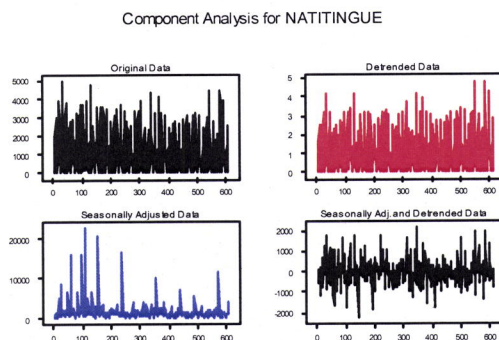 Component Analysis for NATITINGUE
Original Data
5000
4000
3000
2000
1000
0
0 100 200 300 400 500 600
Detrended Data
5
4
3
2
1
0
0 100 200 300 400 500 600
Seasonally Adjusted Data
20000
10000
0
0 100 200 300 400 500 600
Seasonally Adj. and Detrended Data
2000
1000
0
-1000
-2000
0 100 200 300 400 500 600